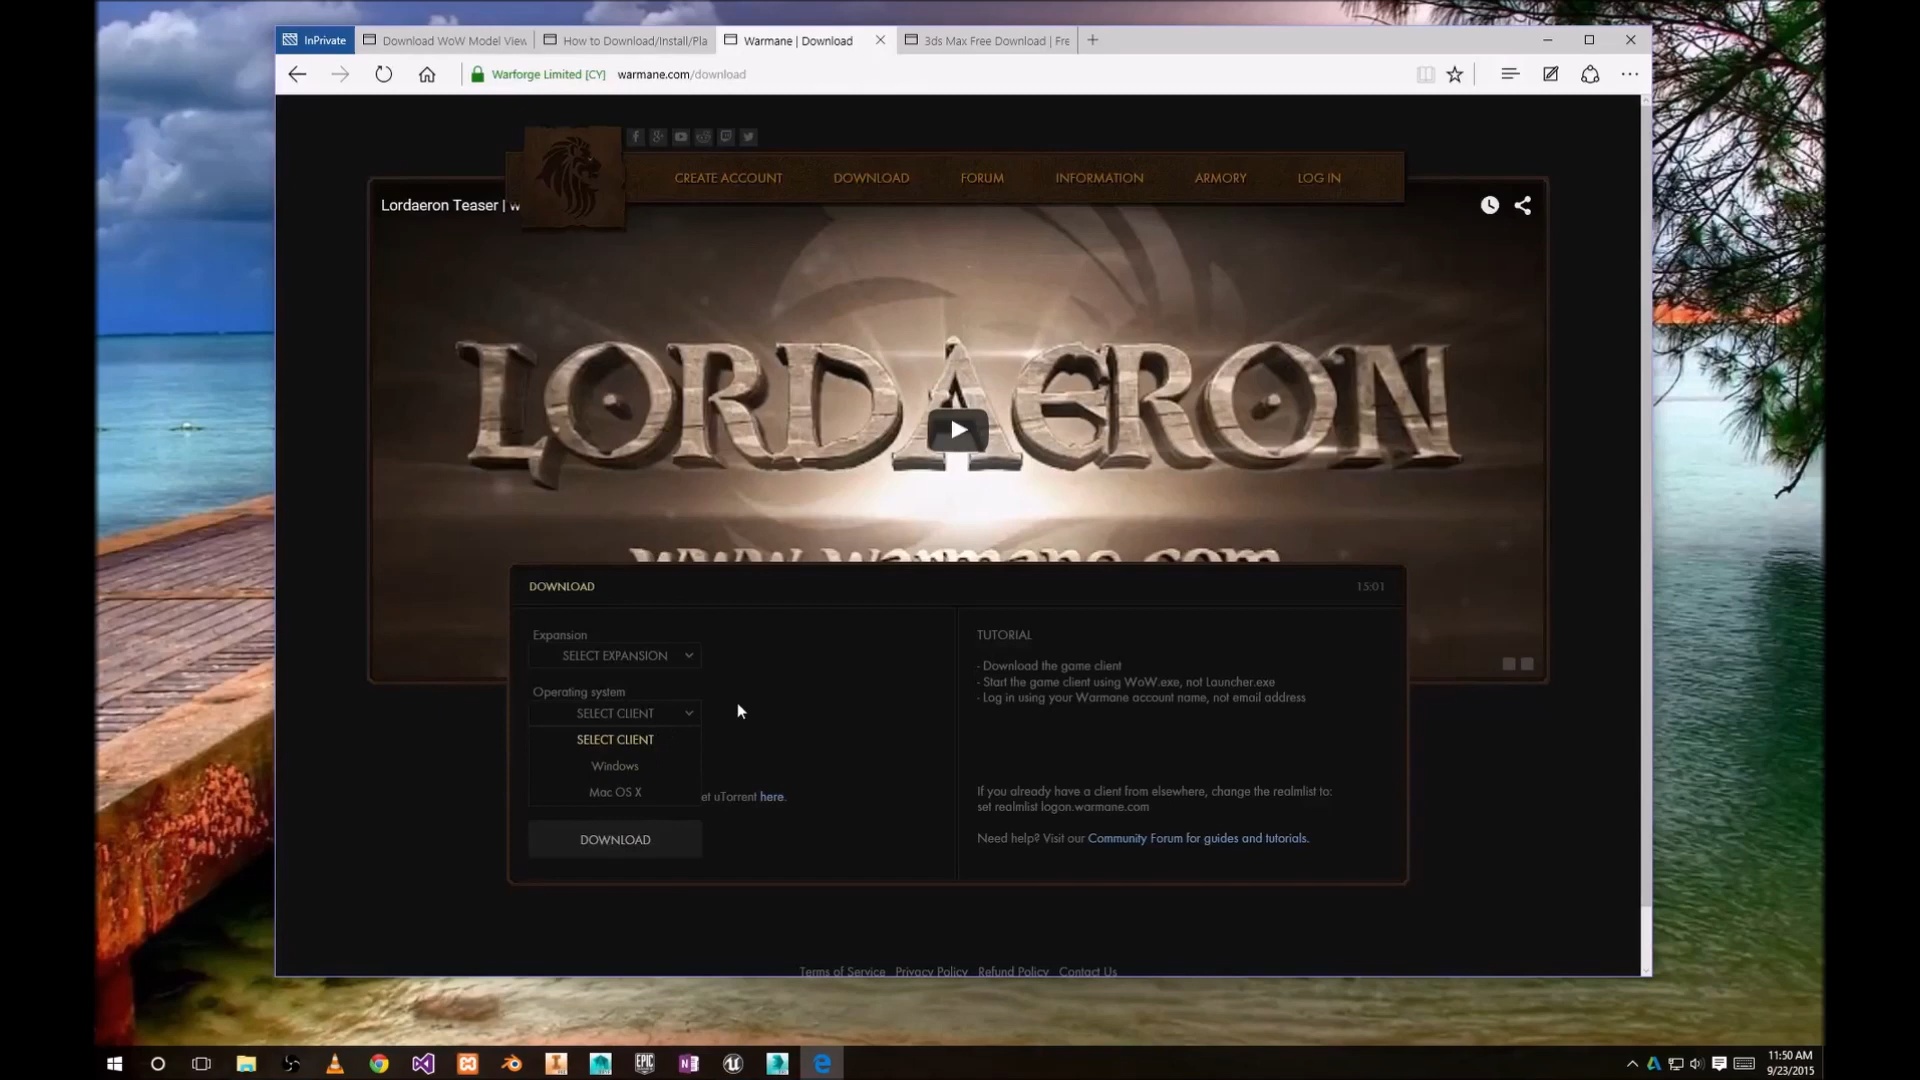 InPrivate
Download WoW Model View
How to Download/Install/Pla
Warmane | Download
3ds Max Free Download | Fre
Warforge Limited [CY]
warmane.com/download
CREATE ACCOUNT
DOWNLOAD
FORUM
INFORMATION
ARMORY
LOG IN
Lordaeron Teaser | w
LORDAERON
www.warmane.com
DOWNLOAD
15:01
Expansion
SELECT EXPANSION
Operating system
SELECT CLIENT
SELECT CLIENT
Windows
Mac OS X
et uTorrent here.
DOWNLOAD
TUTORIAL
- Download the game client
- Start the game client using WoW.exe, not Launcher.exe
- Log in using your Warmane account name, not email address
If you already have a client from elsewhere, change the realmlist to:
set realmlist logon.warmane.com
Need help? Visit our Community Forum for guides and tutorials.
Terms of Service Privacy Policy Refund Policy Contact Us
EPIC
11:50 AM
9/23/2015